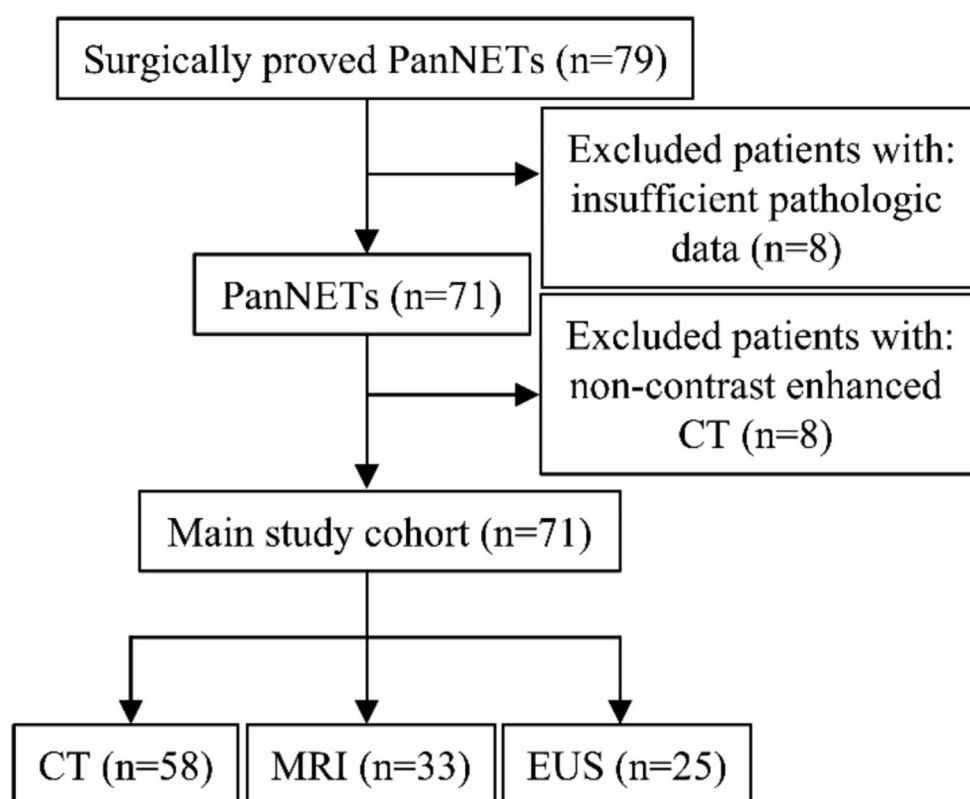 Surgically proved PanNETs (n=79)
Excluded patients with:
insufficient pathologic
data (n=8)
PanNETs (n=71)
Excluded patients with:
non-contrast enhanced
CT (n=8)
Main study cohort (n=71)
CT (n=58)
MRI (n=33)
EUS (n=25)